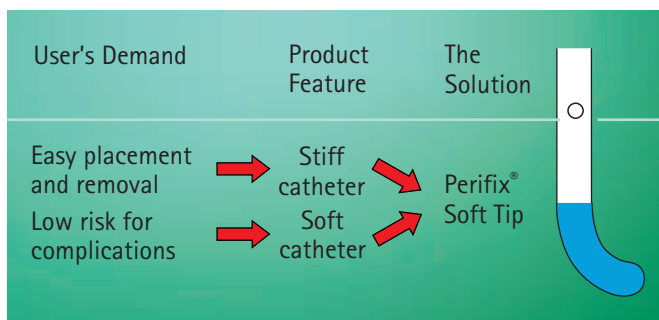 User's Demand
Product
Feature
The
Solution
Easy placement
and removal
Stiff
catheter
Perifix®
Soft Tip
Low risk for
complications
Soft
catheter